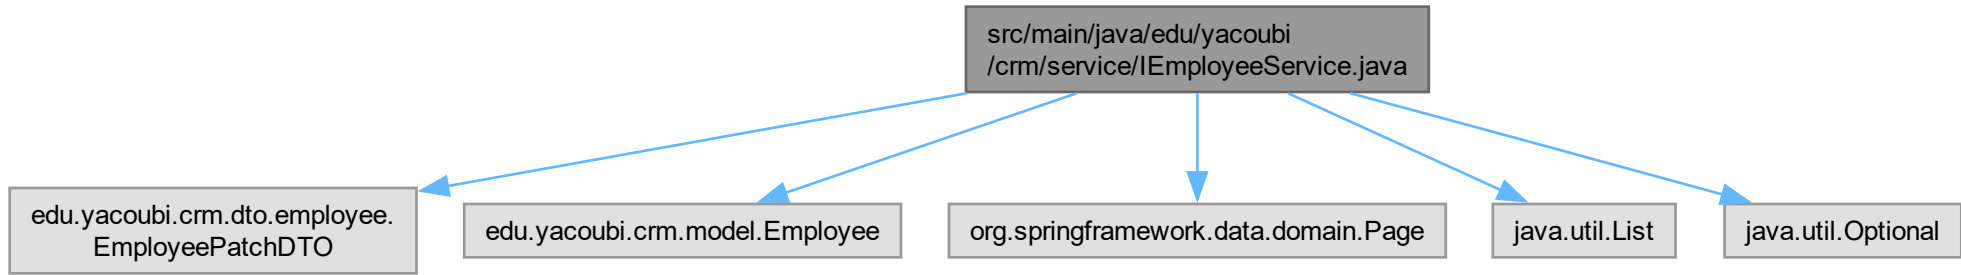 src/main/java/edu/yacoubi
/crm/service/IEmployeeService.java
edu.yacoubi.crm.dto.employee.
EmployeePatchDTO
edu.yacoubi.crm.model.Employee
org.springframework.data.domain.Page
java.util.List
java.util.Optional